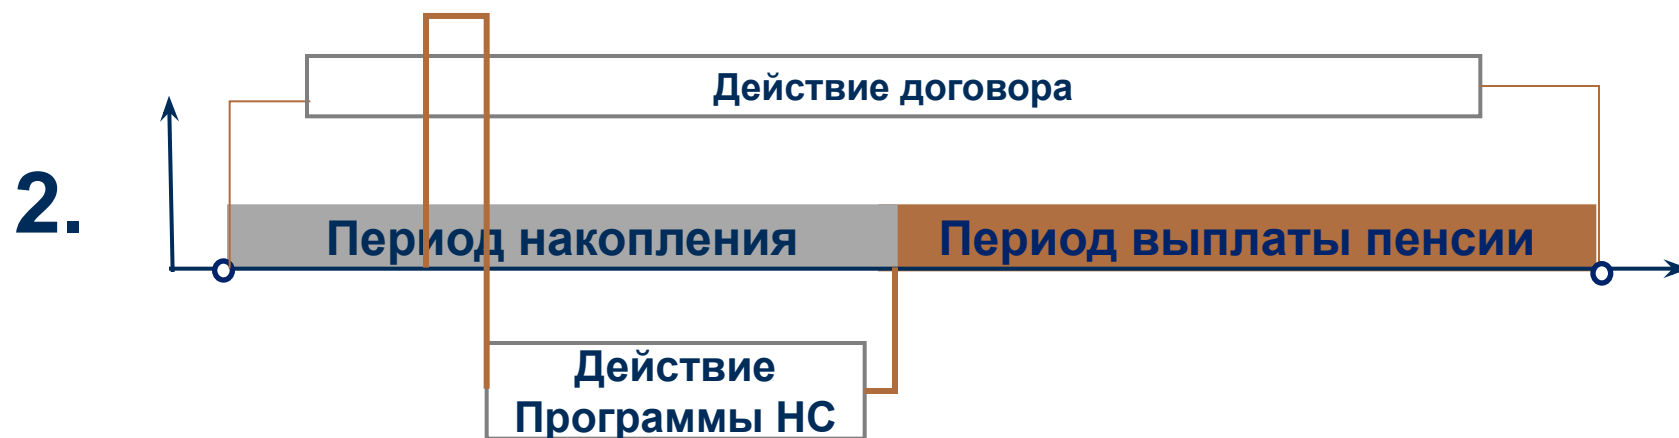 Действие договора
2.
Период накопления
Период выплаты пенсии
Действие
Программы НС